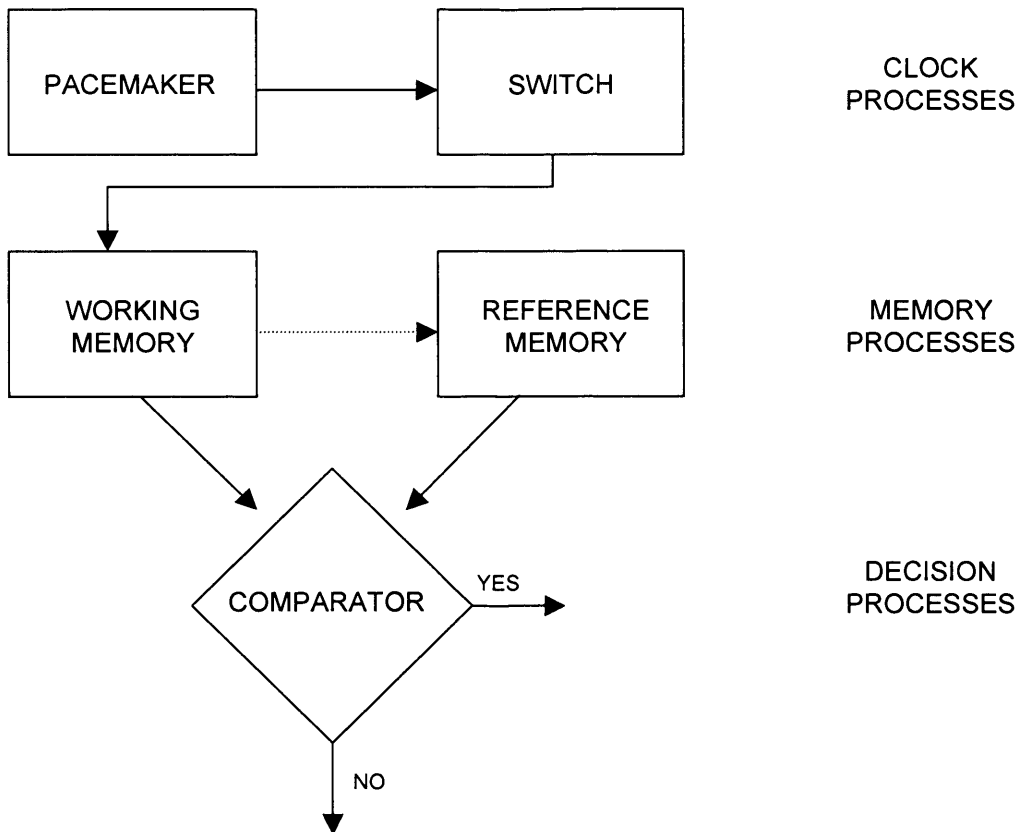 PACEMAKER
SWITCH
CLOCK
PROCESSES
WORKING
MEMORY
REFERENCE
MEMORY
MEMORY
PROCESSES
COMPARATOR
YES
DECISION
PROCESSES
NO